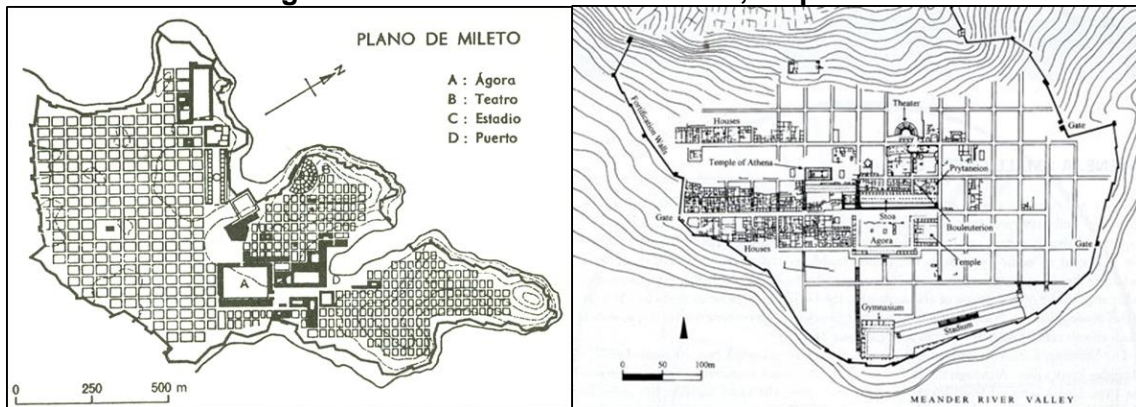 PLANO DE MILETO
N
A : Ágora
B : Teatro
C : Estadio
D : Puerto
B
C
A
D
0 250 500 m
Theater
Gate
Houses
Fortification Walls
Temple of Athena
Prytaneion
Stoa
Bouleuterion
Gate
Agora
Gate
Houses
Temple
Gymnasium
Stadium
0 50 100m
MEANDER RIVER VALLEY